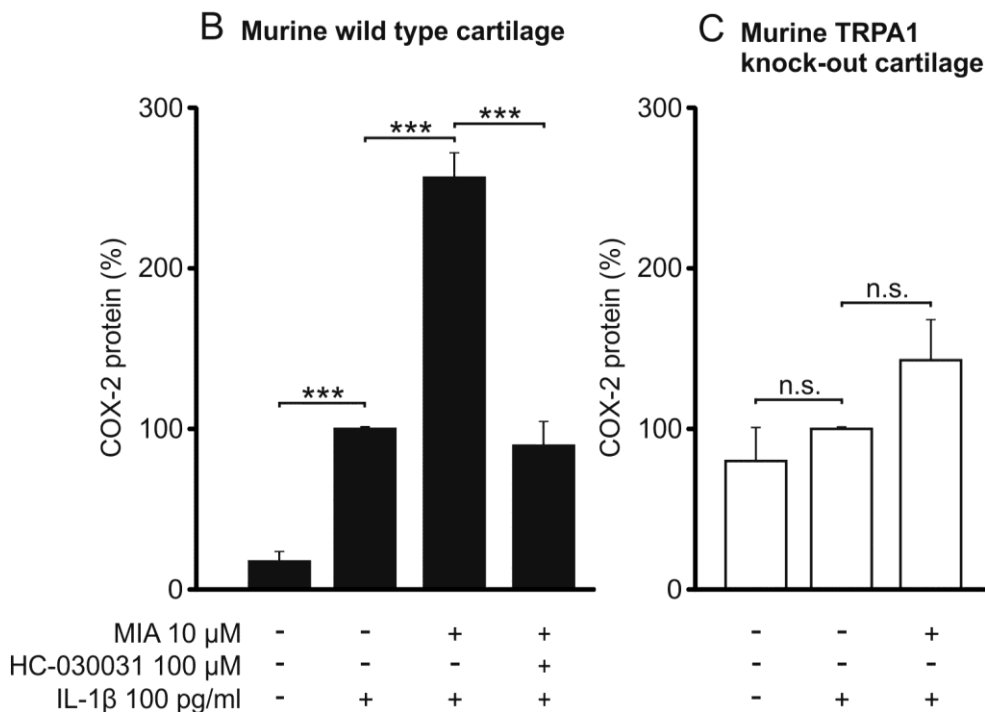 B Murine wild type cartilage
C Murine TRPA1
knock-out cartilage
COX-2 protein (%)
300
200
100
0
***
***
***
COX-2 protein (%)
300
200
100
0
n.s.
n.s.
MIA 10 µM - - + + - - +
HC-030031 100 µM - - - + - - -
IL-1β 100 pg/ml - + + + - + +